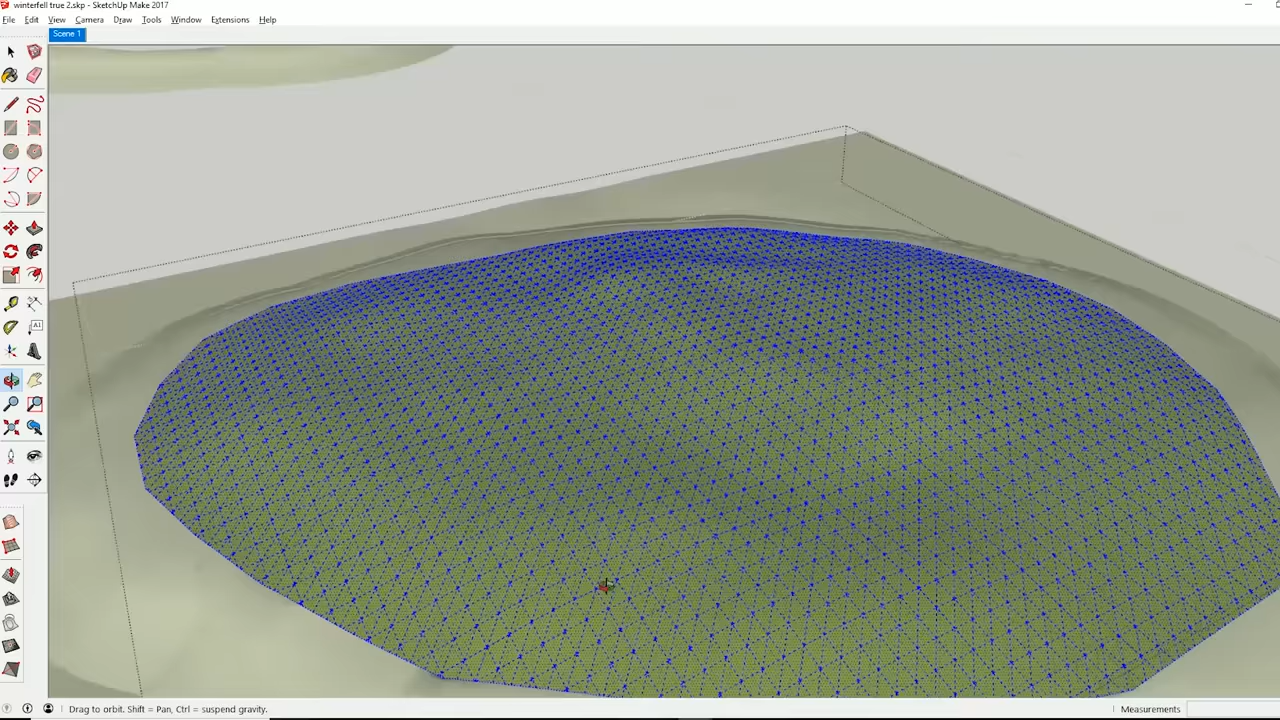 winterfell true 2.skp - SketchUp Make 2017
File Edit View Camera Draw Tools Window Extensions Help
Scene 1
A1
Drag to orbit. Shift = Pan, Ctrl = suspend gravity.
Measurements